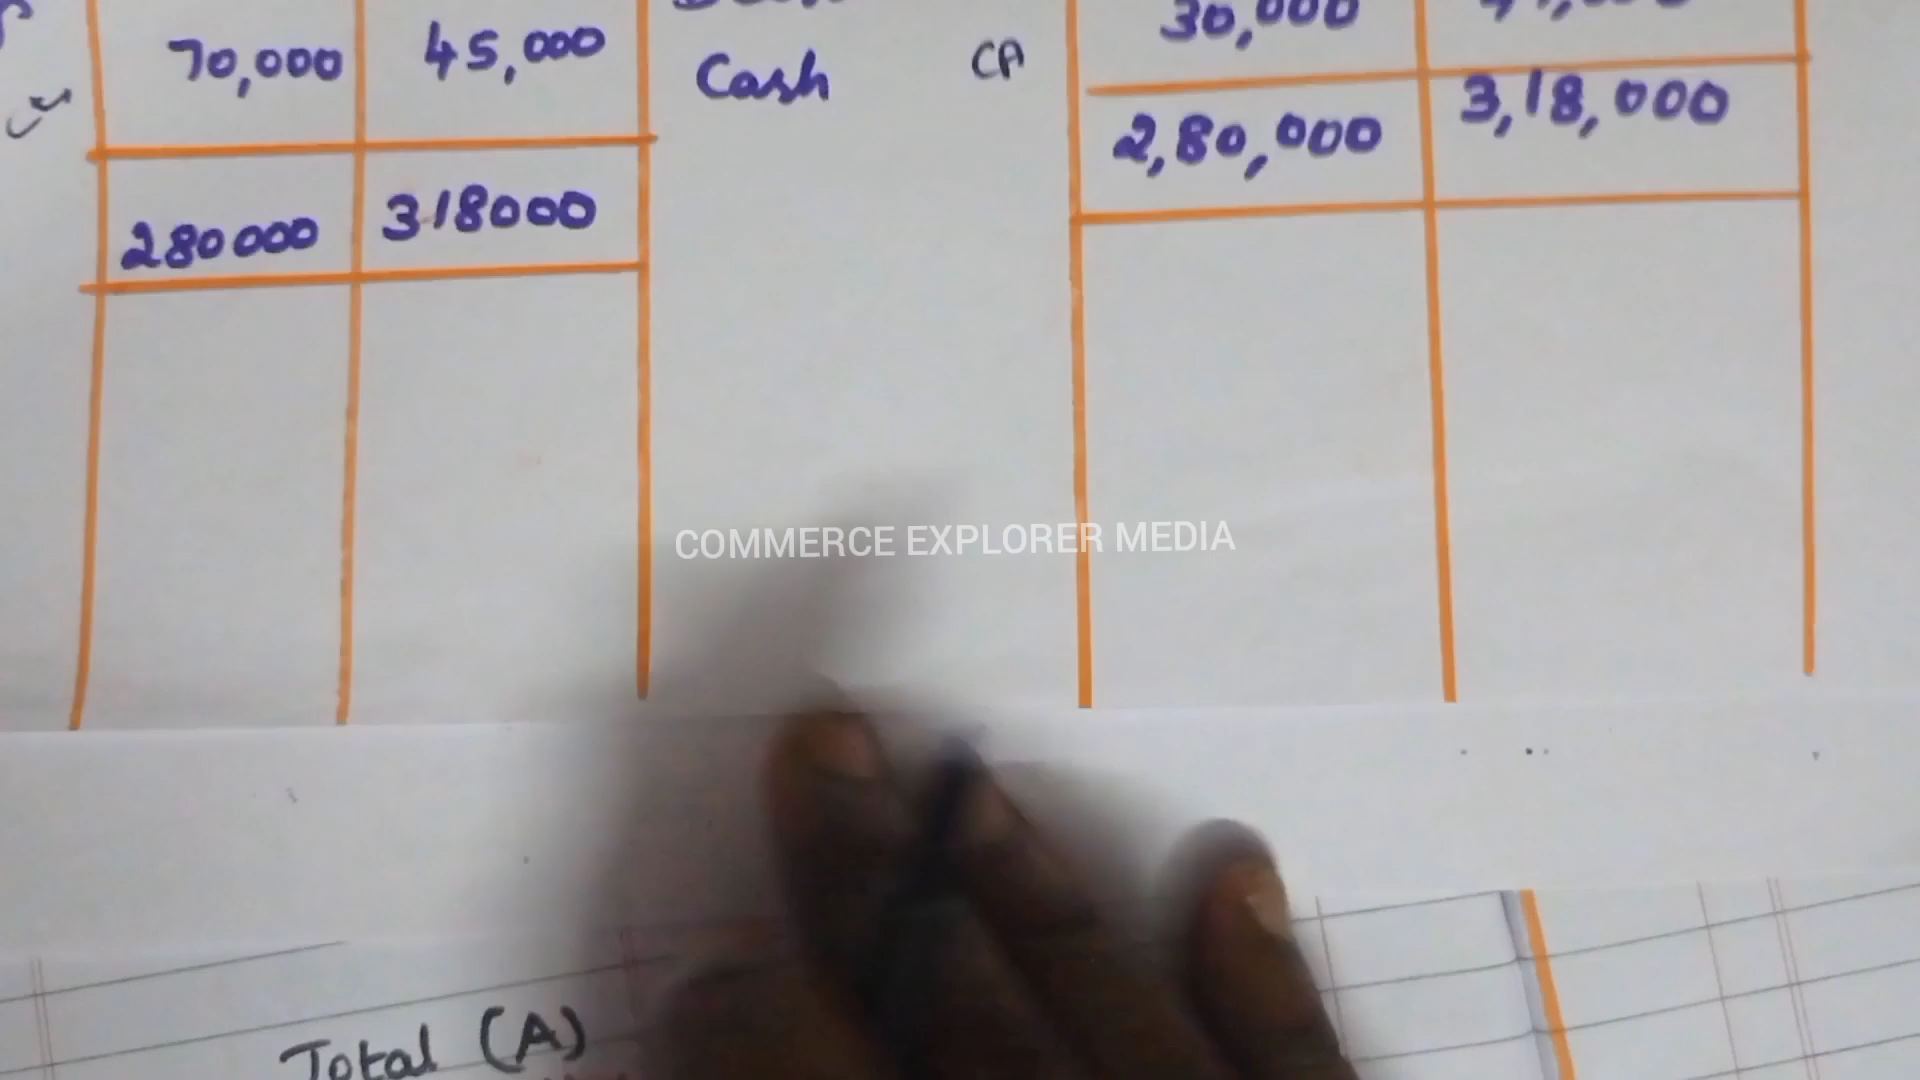 30,000
70,000 45,000 Cash CA
2,80,000 3,18,000
280000 318000
COMMERCE EXPLORER MEDIA
Total (A)